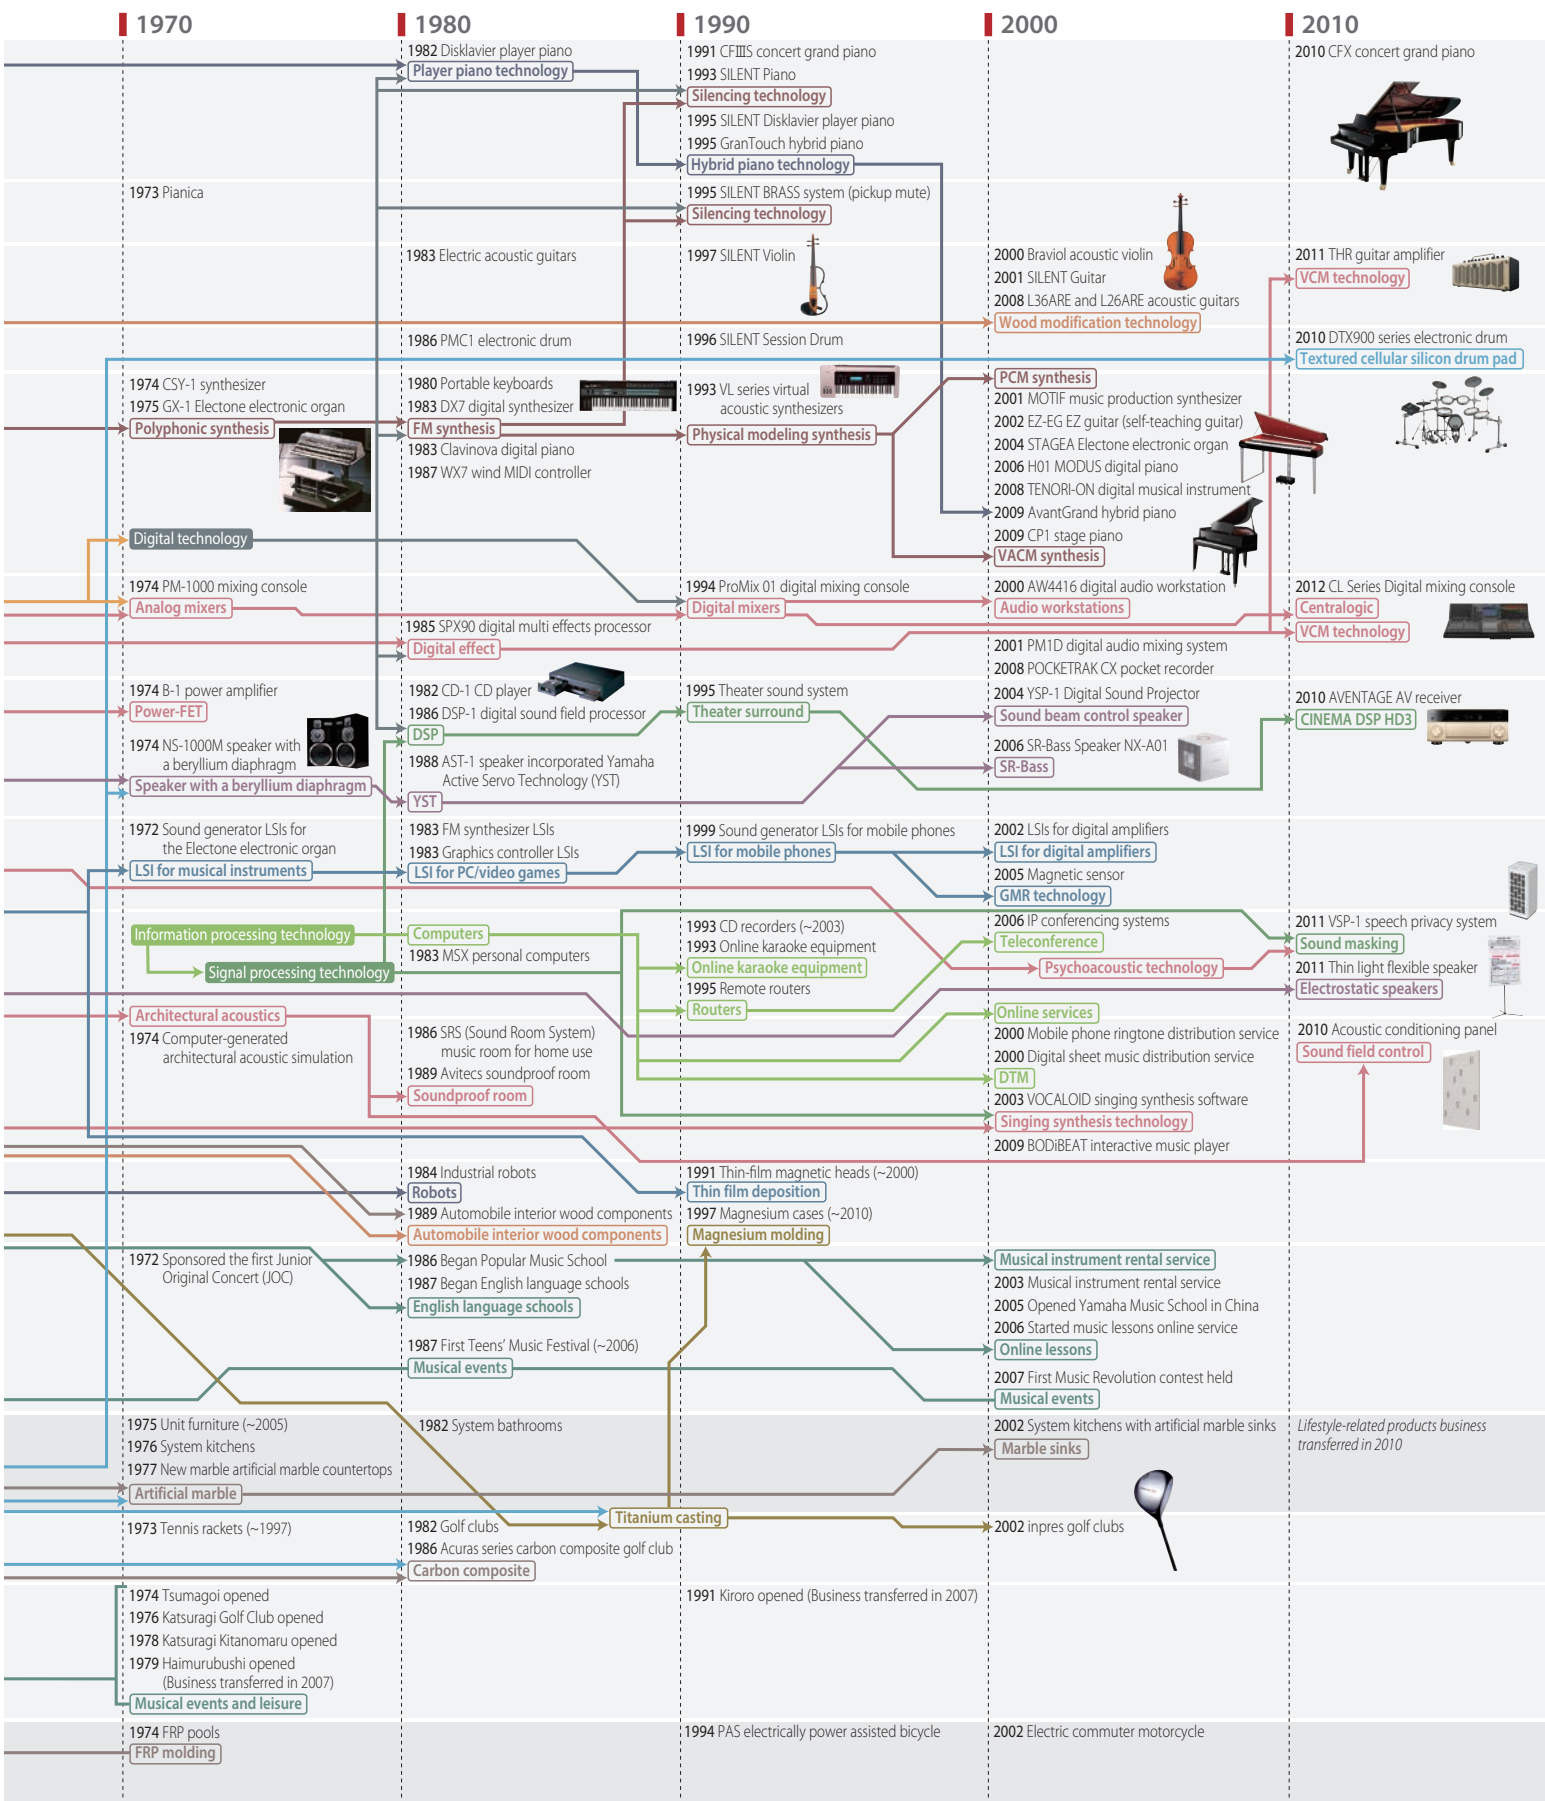 1970
1980
1990
2000
2010
1982 Disklavier player piano
Player piano technology
1991 CFIIIS concert grand piano
1993 SILENT Piano
Silencing technology
1995 SILENT Disklavier player piano
1995 GranTouch hybrid piano
Hybrid piano technology
2010 CFX concert grand piano
1973 Pianica
1995 SILENT BRASS system (pickup mute)
Silencing technology
1983 Electric acoustic guitars
1997 SILENT Violin
2000 Braviol acoustic violin
2001 SILENT Guitar
2008 L36ARE and L26ARE acoustic guitars
Wood modification technology
2011 THR guitar amplifier
VCM technology
1986 PMC1 electronic drum
1996 SILENT Session Drum
2010 DTX900 series electronic drum
Textured cellular silicon drum pad
1974 CSY-1 synthesizer
1975 GX-1 Electone electronic organ
Polyphonic synthesis
1980 Portable keyboards
1983 DX7 digital synthesizer
FM synthesis
1983 Clavinova digital piano
1987 WX7 wind MIDI controller
1993 VL series virtual
acoustic synthesizers
Physical modeling synthesis
PCM synthesis
2001 MOTIF music production synthesizer
2002 EZ-EG EZ guitar (self-teaching guitar)
2004 STAGEA Electone electronic organ
2006 H01 MODUS digital piano
2008 TENORI-ON digital musical instrument
2009 AvantGrand hybrid piano
2009 CP1 stage piano
VACM synthesis
Digital technology
1974 PM-1000 mixing console
Analog mixers
1985 SPX90 digital multi effects processor
Digital effect
1994 ProMix 01 digital mixing console
Digital mixers
2000 AW4416 digital audio workstation
Audio workstations
2001 PM1D digital audio mixing system
2008 POCKETRAK CX pocket recorder
2012 CL Series Digital mixing console
Centralogic
VCM technology
1974 B-1 power amplifier
Power-FET
1974 NS-1000M speaker with
a beryllium diaphragm
Speaker with a beryllium diaphragm
1982 CD-1 CD player
1986 DSP-1 digital sound field processor
DSP
1988 AST-1 speaker incorporated Yamaha
Active Servo Technology (YST)
YST
1995 Theater sound system
Theater surround
2004 YSP-1 Digital Sound Projector
Sound beam control speaker
2006 SR-Bass Speaker NX-A01
SR-Bass
2010 AVENTAGE AV receiver
CINEMA DSP HD3
1972 Sound generator LSIs for
the Electone electronic organ
LSI for musical instruments
1983 FM synthesizer LSIs
1983 Graphics controller LSIs
LSI for PC/video games
1999 Sound generator LSIs for mobile phones
LSI for mobile phones
2002 LSIs for digital amplifiers
LSI for digital amplifiers
2005 Magnetic sensor
GMR technology
Information processing technology
Signal processing technology
Computers
1983 MSX personal computers
1993 CD recorders (~2003)
1993 Online karaoke equipment
Online karaoke equipment
1995 Remote routers
Routers
2006 IP conferencing systems
Teleconference
Psychoacoustic technology
2011 VSP-1 speech privacy system
Sound masking
2011 Thin light flexible speaker
Electrostatic speakers
Architectural acoustics
1974 Computer-generated
architectural acoustic simulation
1986 SRS (Sound Room System)
music room for home use
1989 Avitecs soundproof room
Soundproof room
Online services
2000 Mobile phone ringtone distribution service
2000 Digital sheet music distribution service
DTM
2003 VOCALOID singing synthesis software
Singing synthesis technology
2009 BODiBEAT interactive music player
2010 Acoustic conditioning panel
Sound field control
1984 Industrial robots
Robots
1989 Automobile interior wood components
Automobile interior wood components
1991 Thin-film magnetic heads (~2000)
Thin film deposition
1997 Magnesium cases (~2010)
Magnesium molding
1972 Sponsored the first Junior
Original Concert (JOC)
1986 Began Popular Music School
1987 Began English language schools
English language schools
1987 First Teens' Music Festival (~2006)
Musical events
Musical instrument rental service
2003 Musical instrument rental service
2005 Opened Yamaha Music School in China
2006 Started music lessons online service
Online lessons
2007 First Music Revolution contest held
Musical events
1975 Unit furniture (~2005)
1976 System kitchens
1977 New marble artificial marble countertops
Artificial marble
1982 System bathrooms
2002 System kitchens with artificial marble sinks
Marble sinks
Lifestyle-related products business
transferred in 2010
1973 Tennis rackets (~1997)
1982 Golf clubs
1986 Acuras series carbon composite golf club
Carbon composite
Titanium casting
2002 inpres golf clubs
1974 Tsumagoi opened
1976 Katsuragi Golf Club opened
1978 Katsuragi Kitanomaru opened
1979 Haimurubushi opened
(Business transferred in 2007)
Musical events and leisure
1991 Kiroro opened (Business transferred in 2007)
1974 FRP pools
FRP molding
1994 PAS electrically power assisted bicycle
2002 Electric commuter motorcycle